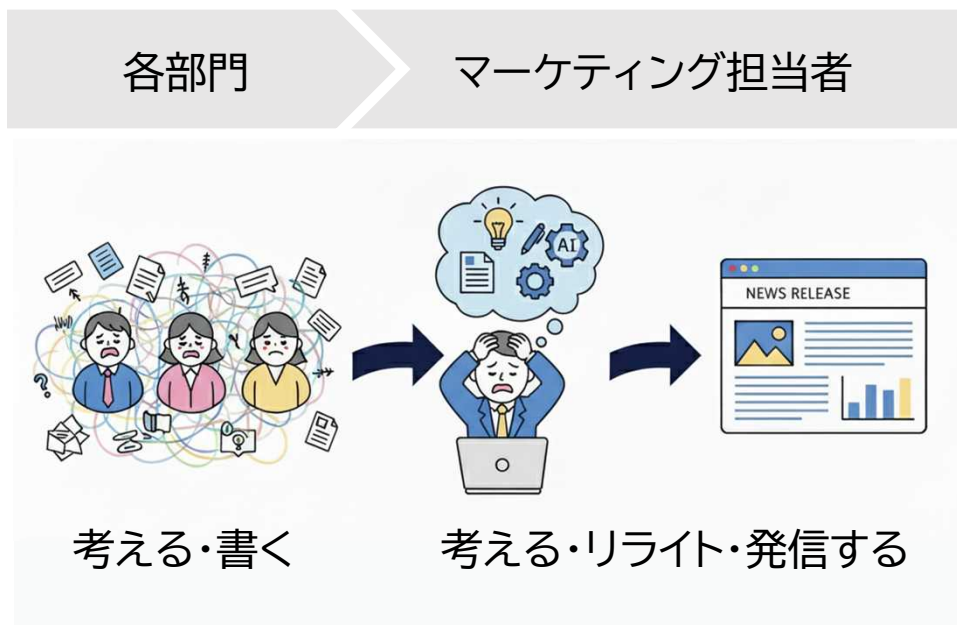 各部門
マーケティング担当者
AI
NEWS RELEASE
?
考える・書く
考える・リライト・発信する